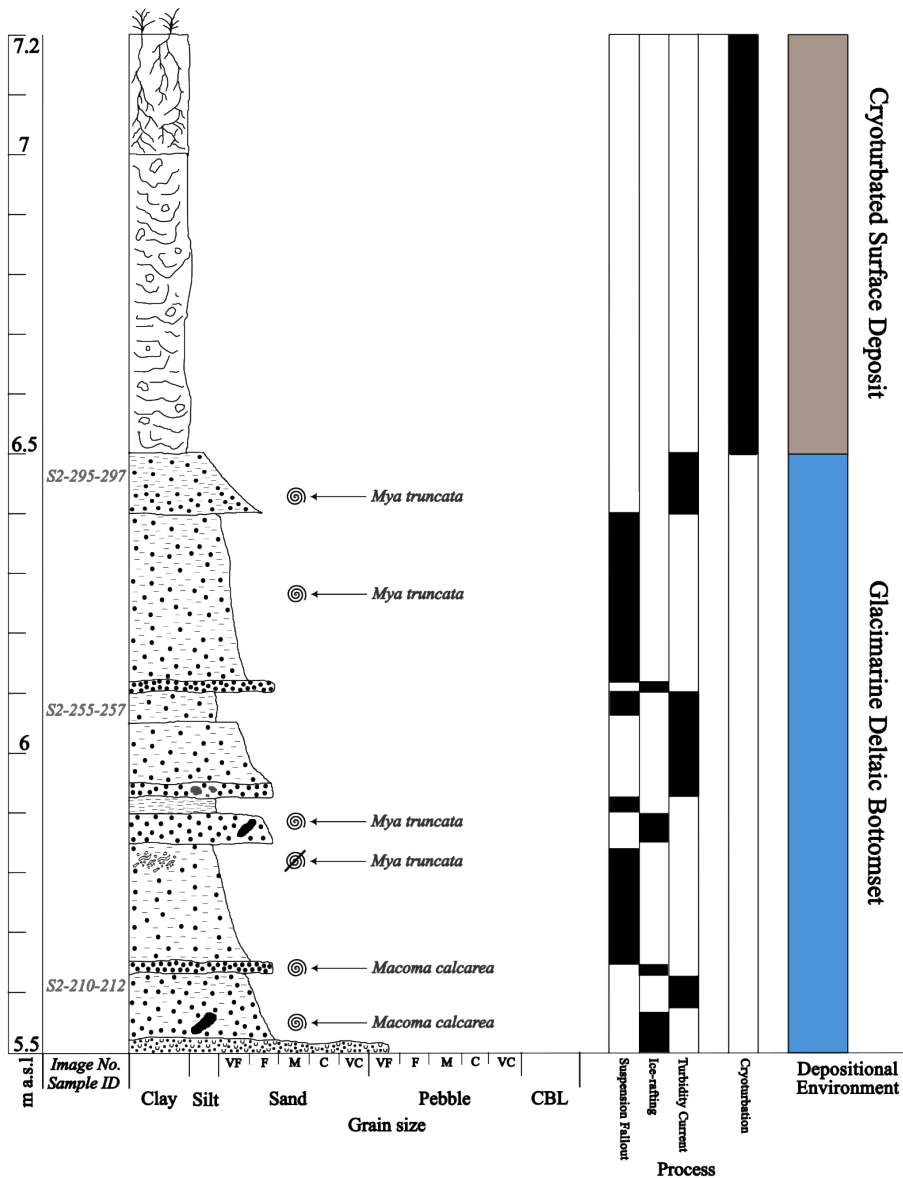 7.2
7
6.5
6
5.5
m a.s.l
S2-295-297
S2-255-257
S2-210-212
Mya truncata
Mya truncata
Mya truncata
Mya truncata
Macoma calcarea
Macoma calcarea
Image No.
Sample ID
VF F M C VC VF F M C VC
Clay Silt Sand Pebble CBL
Grain size
Suspension Fallout
Ice-rafting
Turbidity Current
Cryoturbation
Process
Depositional
Environment
Cryoturbated Surface Deposit
Glacimarine Deltaic Bottomset